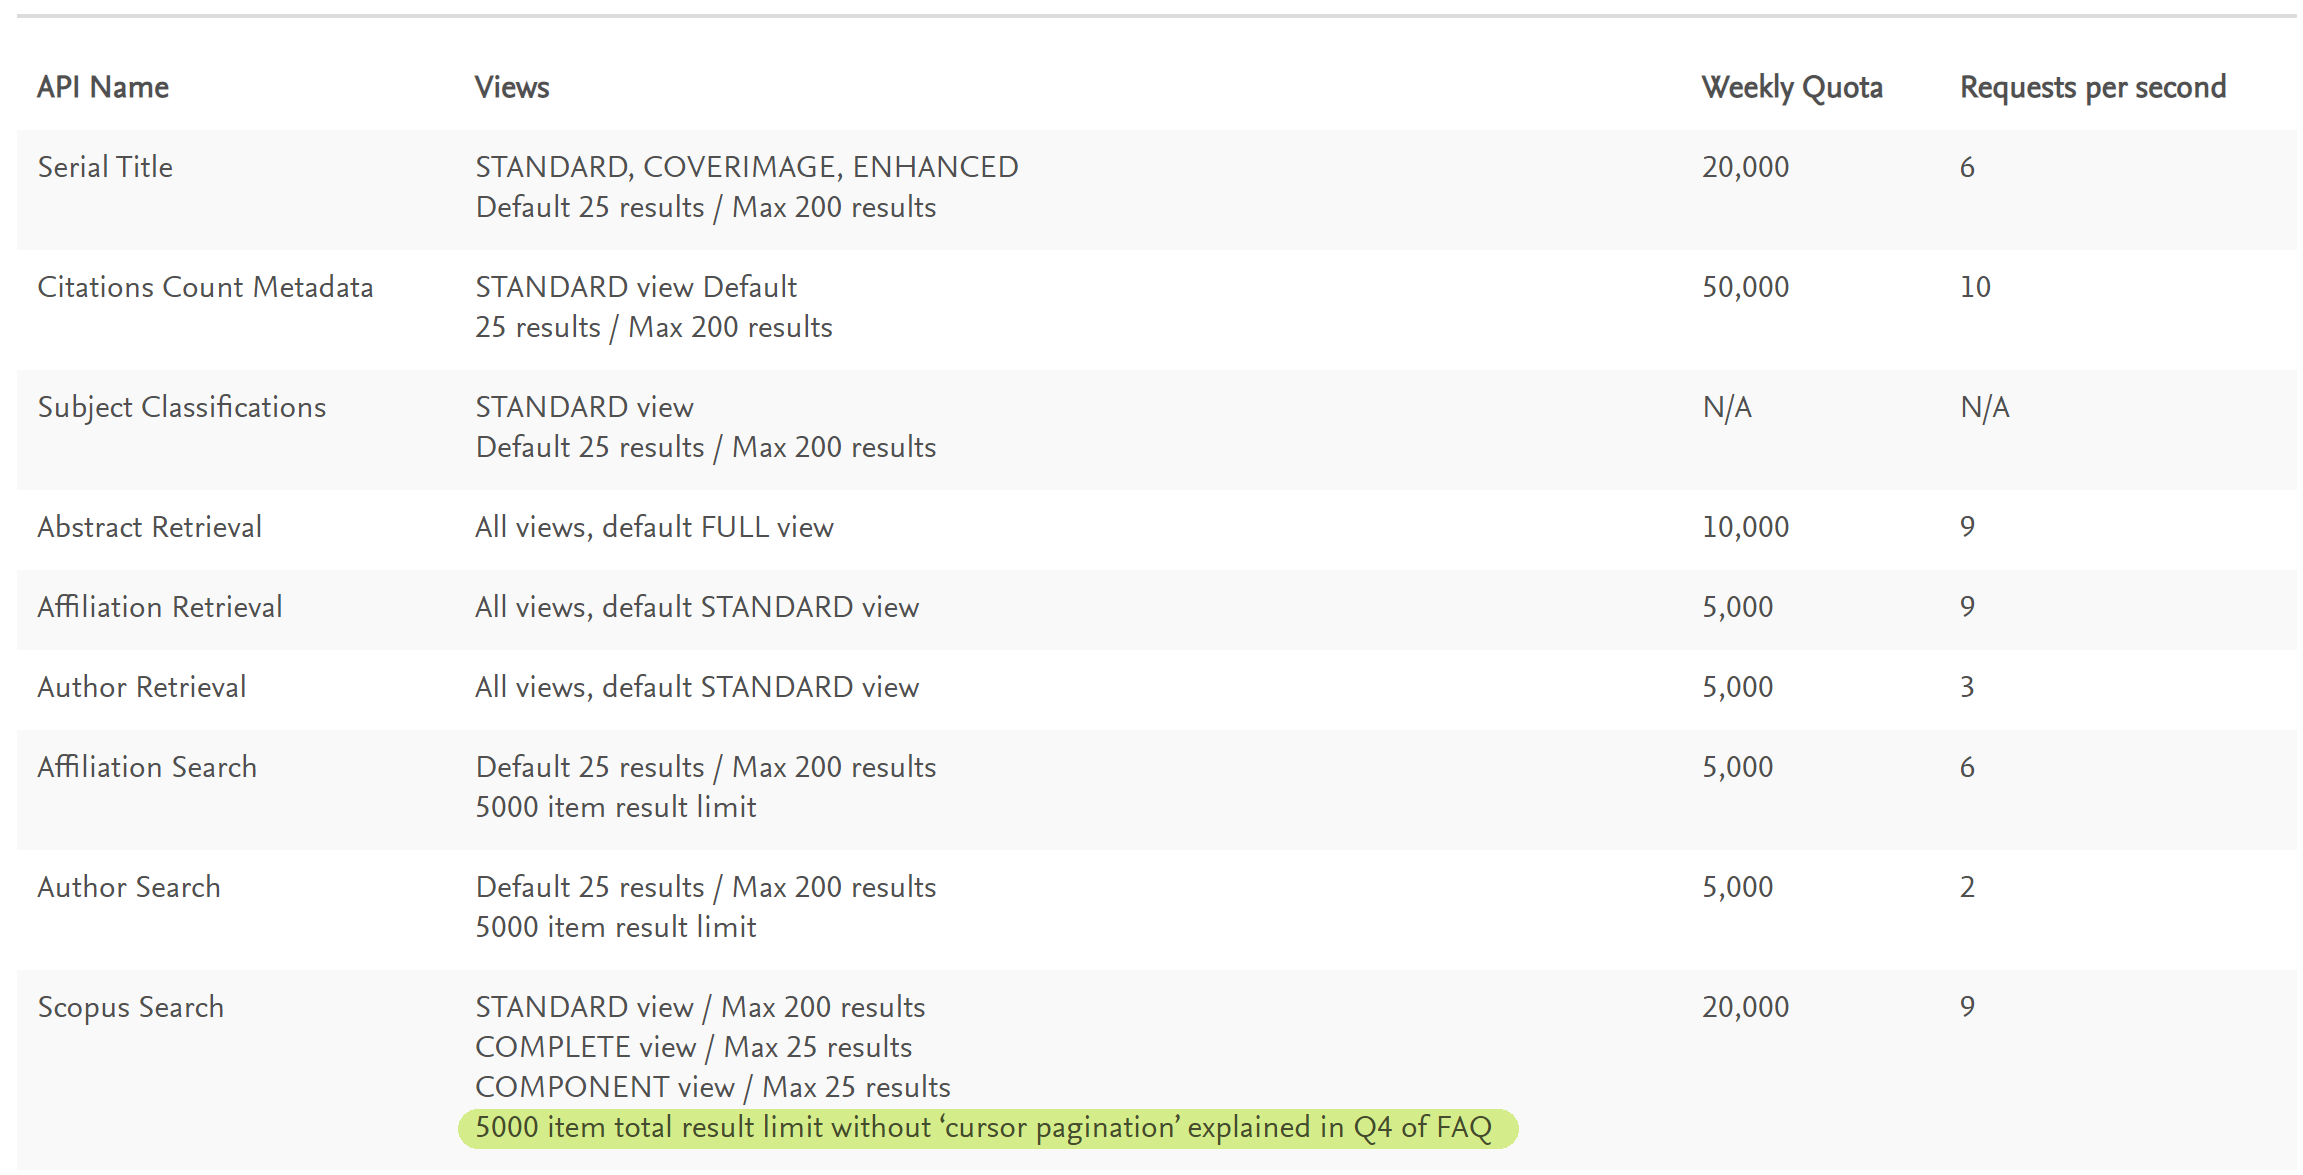 API Name Views Weekly Quota Requests per second
Serial Title STANDARD, COVERIMAGE, ENHANCED 20,000 6
Default 25 results / Max 200 results
Citations Count Metadata STANDARD view Default 50,000 10
25 results / Max 200 results
Subject Classifications STANDARD view N/A N/A
Default 25 results / Max 200 results
Abstract Retrieval All views, default FULL view 10,000 9
Affiliation Retrieval All views, default STANDARD view 5,000 9
Author Retrieval All views, default STANDARD view 5,000 3
Affiliation Search Default 25 results / Max 200 results 5,000 6
5000 item result limit
Author Search Default 25 results / Max 200 results 5,000 2
5000 item result limit
Scopus Search STANDARD view / Max 200 results 20,000 9
COMPLETE view / Max 25 results
COMPONENT view / Max 25 results
5000 item total result limit without ‘cursor pagination’ explained in Q4 of FAQ